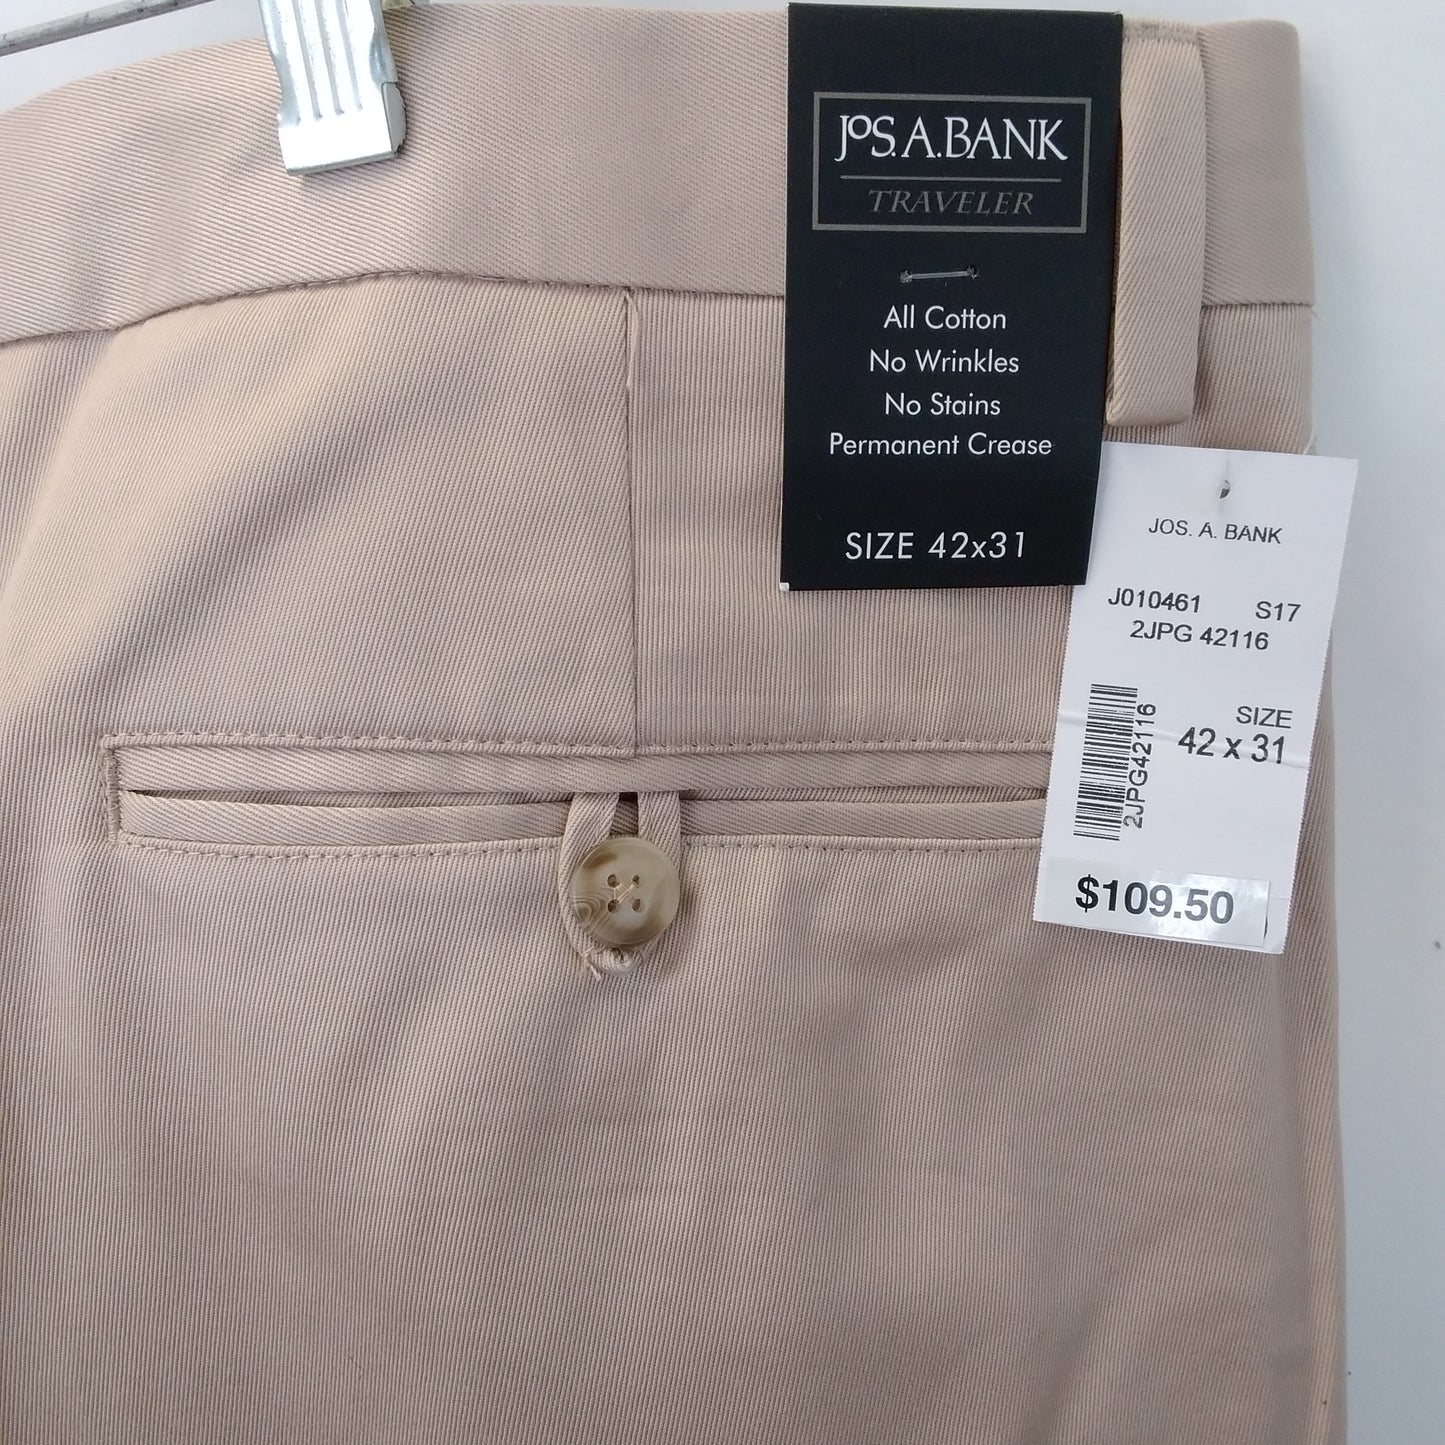 JOS. A. BANK
TRAVELER
All Cotton
No Wrinkles
No Stains
Permanent Crease
SIZE 42x31
JOS. A. BANK
J010461 S17
2JPG 42116
SIZE
42 x 31
2JPG42116
$109.50